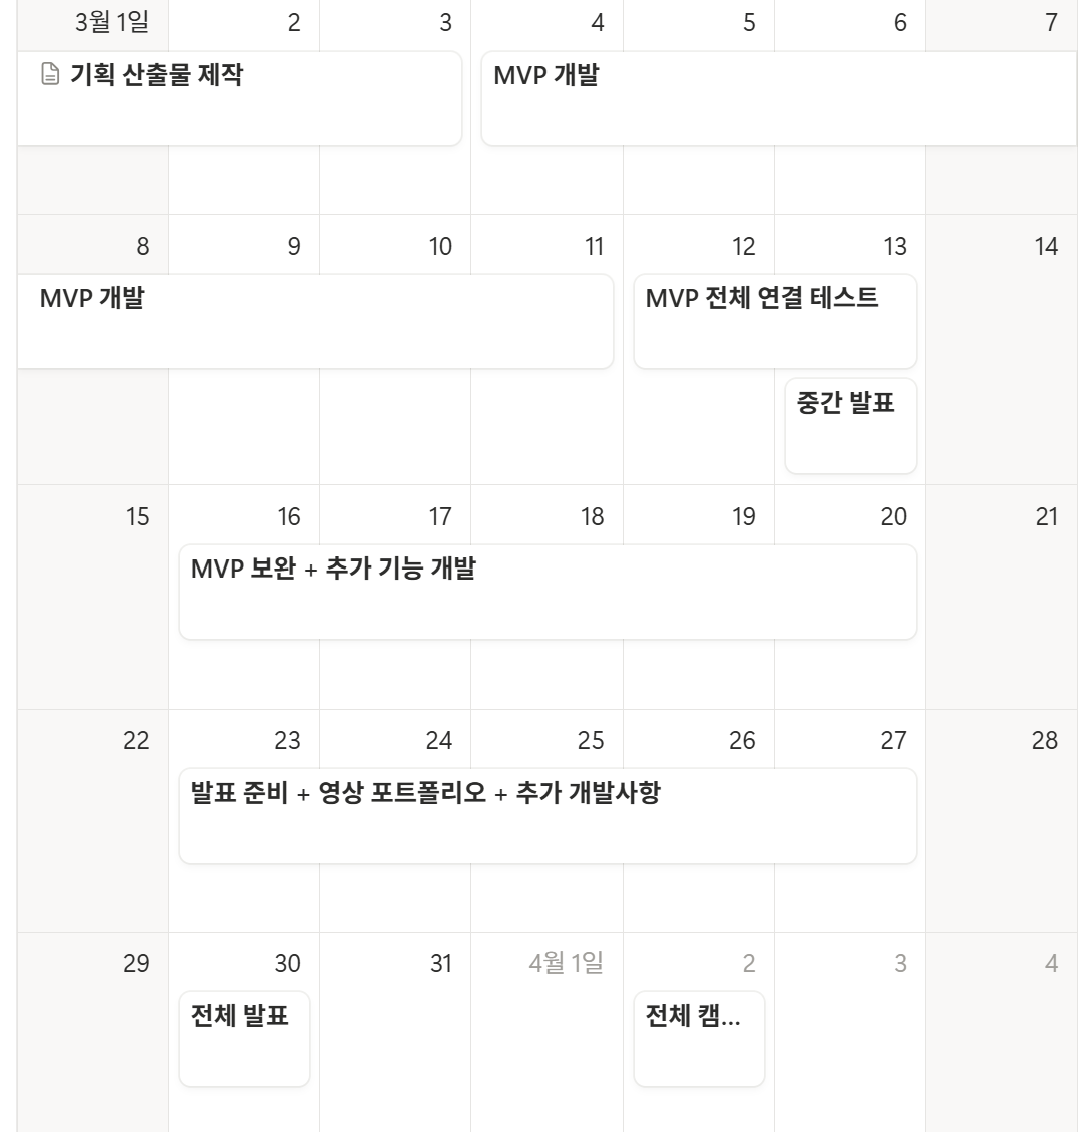 3월 1일 2 3 4 5 6 7
기획 산출물 제작 MVP 개발
8 9 10 11 12 13 14
MVP 개발 MVP 전체 연결 테스트
중간 발표
15 16 17 18 19 20 21
MVP 보완 + 추가 기능 개발
22 23 24 25 26 27 28
발표 준비 + 영상 포트폴리오 + 추가 개발사항
29 30 31 4월 1일 2 3 4
전체 발표 전체 캠...